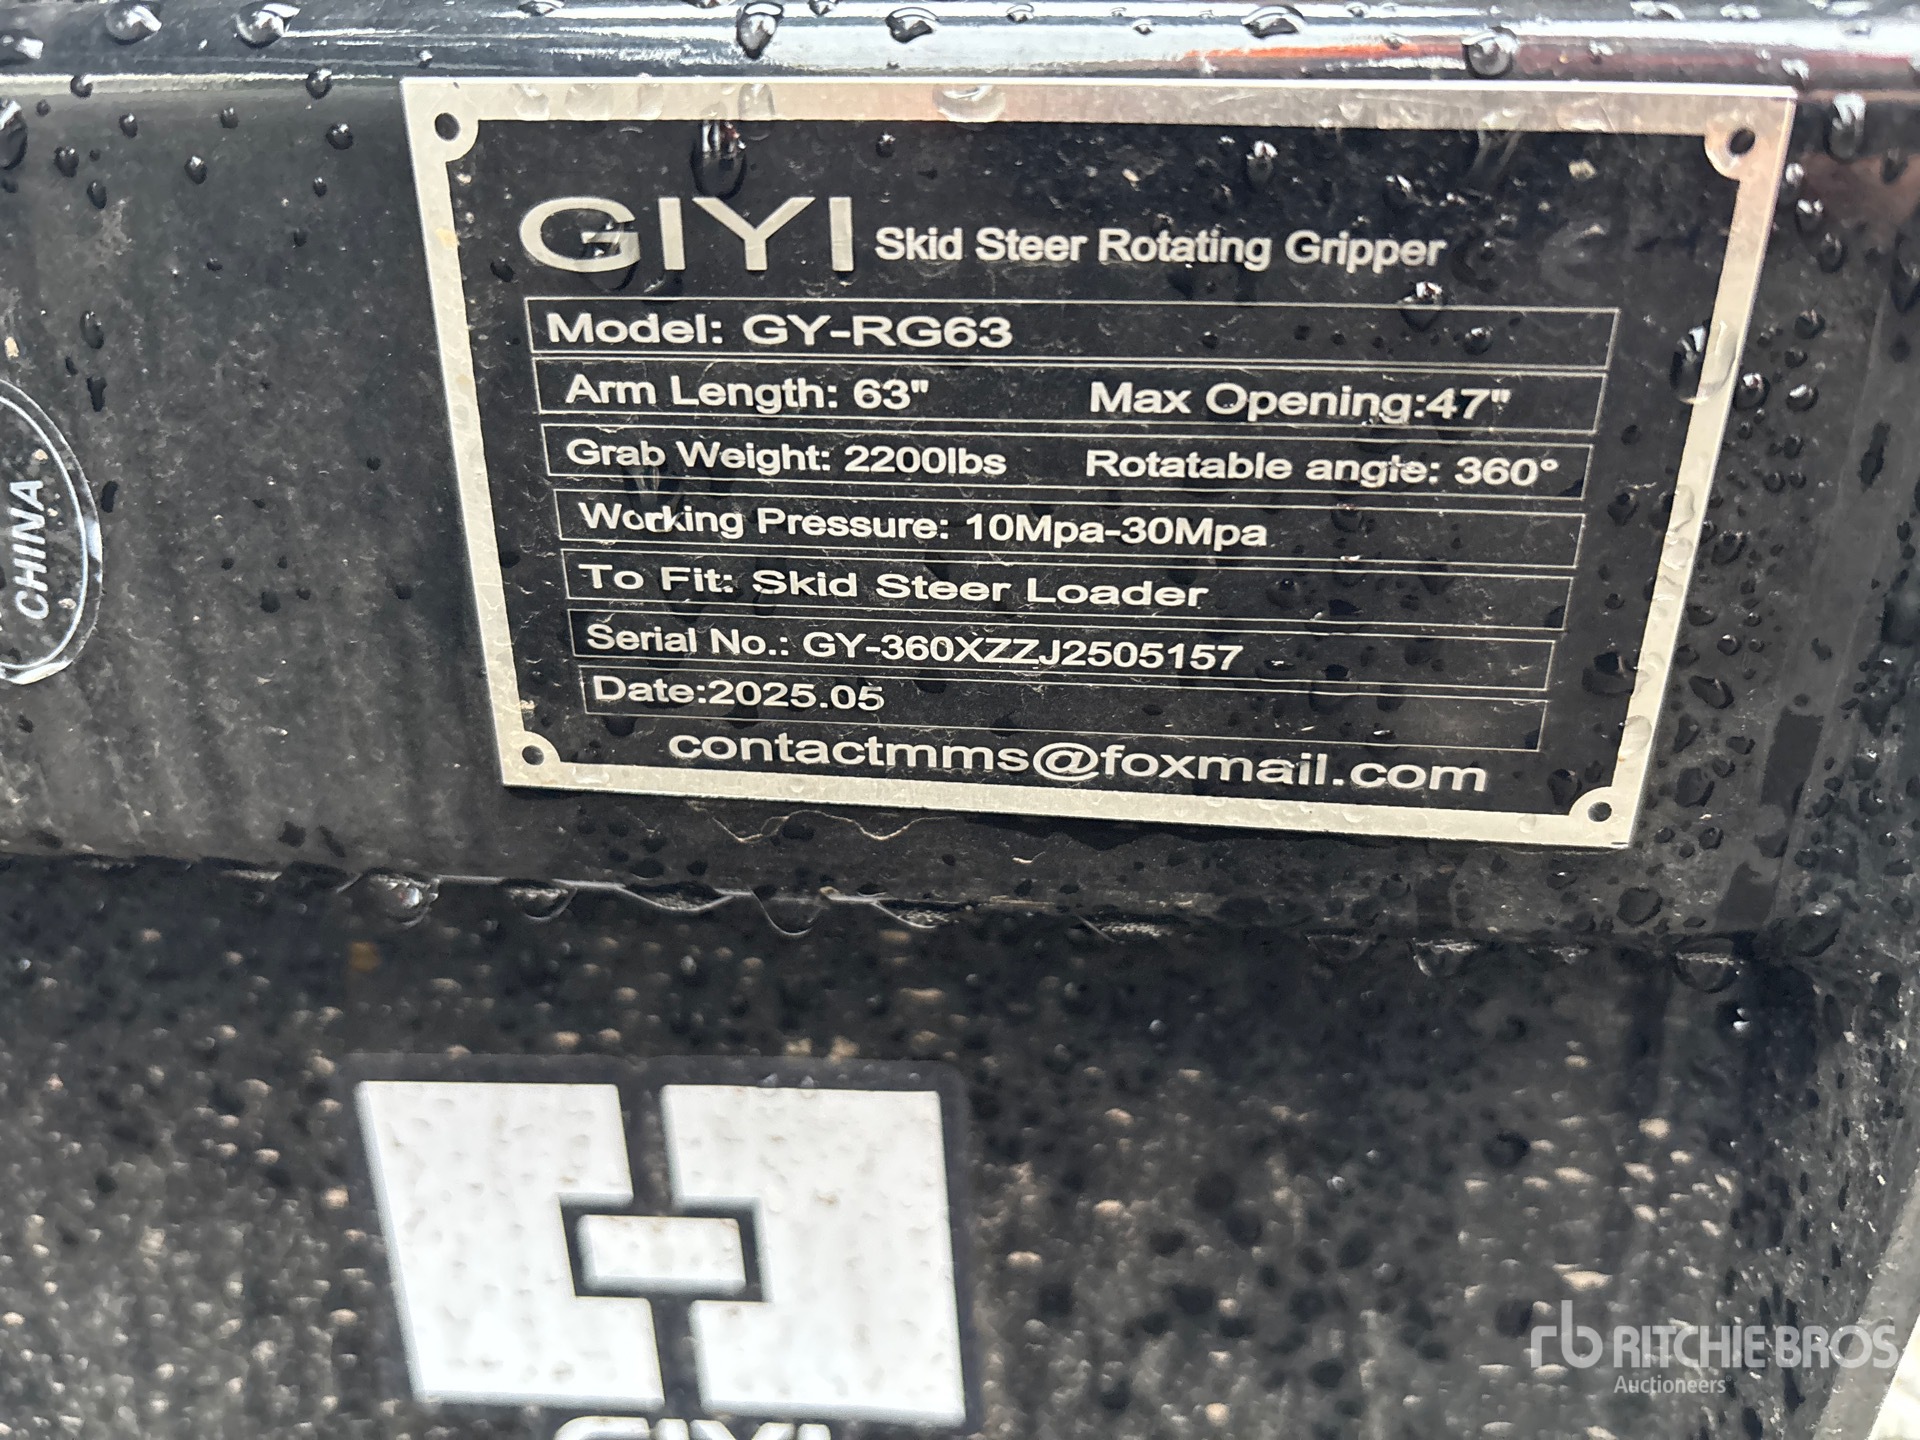 GIYI Skid Steer Rotating Gripper
Model: GY-RG63
Arm Length: 63" Max Opening:47"
Grab Weight: 2200lbs Rotatable angle: 360°
Working Pressure: 10Mpa-30Mpa
To Fit: Skid Steer Loader
Serial No.: GY-360XZZJ2505157
Date:2025.05
contactmms@foxmail.com
CHINA
GIYI
rb RITCHIE BROS
Auctioneers